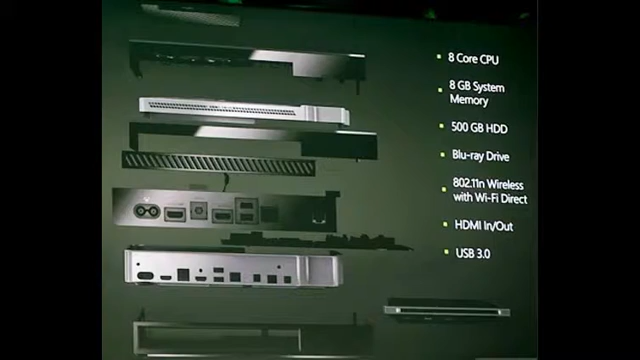 8 Core CPU
8 GB System
Memory
500 GB HDD
Blu-ray Drive
802.11n Wireless
with Wi-Fi Direct
HDMI In/Out
USB 3.0